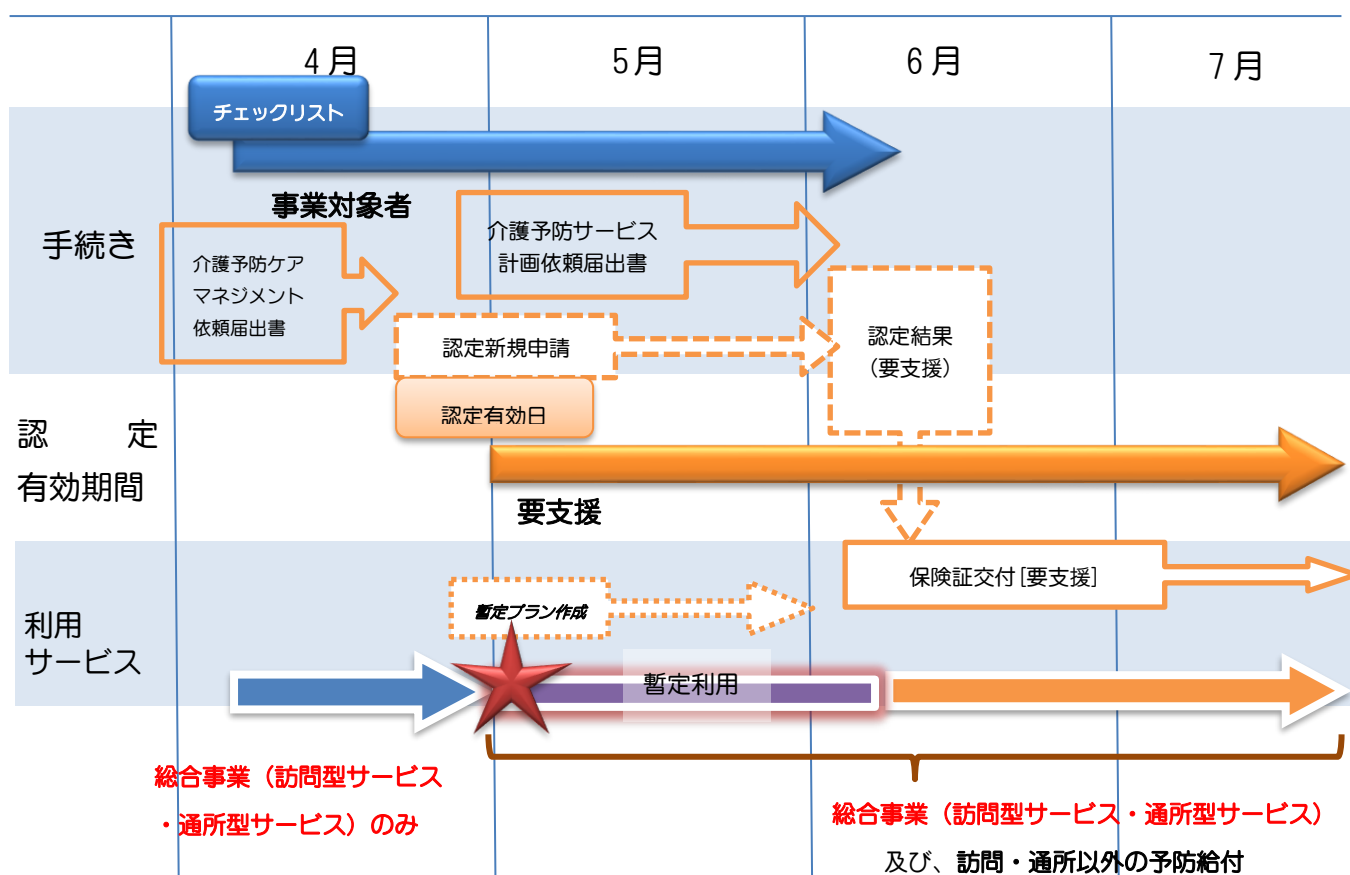 4月
5月
6月
7月
チェックリスト
事業対象者
手続き
介護予防ケア
マネジメント
依頼届出書
介護予防サービス
計画依頼届出書
認定新規申請
認定結果
（要支援）
認定有効日
認　定
有効期間
要支援
保険証交付[要支援]
暫定プラン作成
利用
サービス
暫定利用
総合事業（訪問型サービス
・通所型サービス）のみ
総合事業（訪問型サービス・通所型サービス）
及び、訪問・通所以外の予防給付